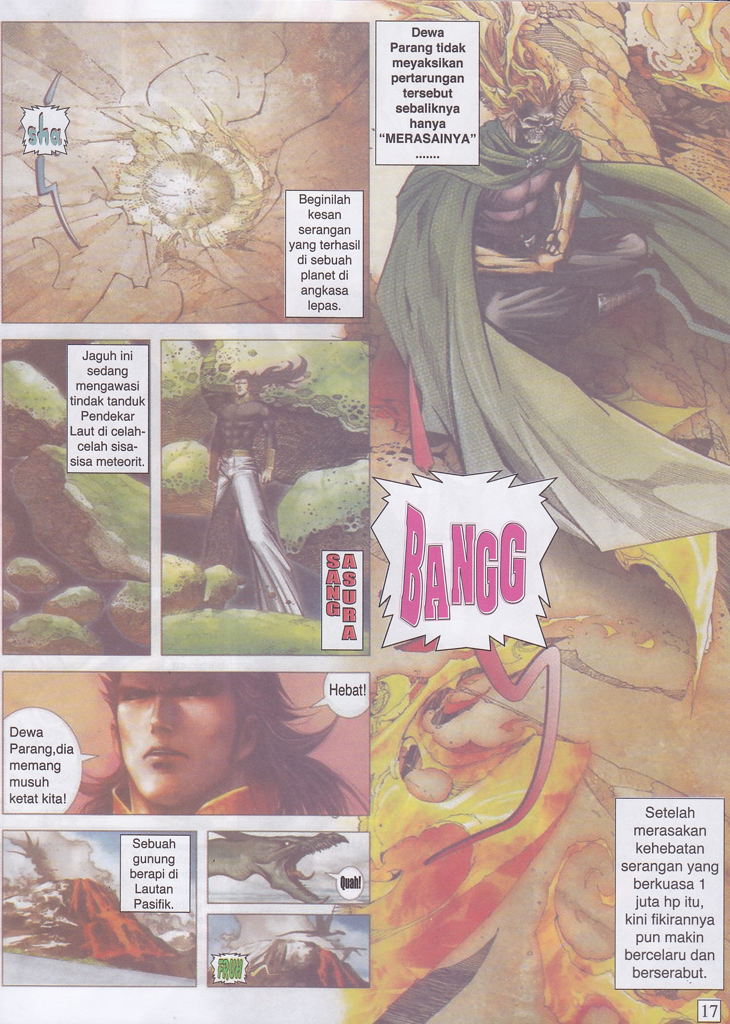 sha
Beginilah
kesan
serangan
yang terhasil
di sebuah
planet di
angkasa
lepas.
Dewa
Parang tidak
meyaksikan
pertarungan
tersebut
sebaliknya
hanya
"MERASAINYA"
.......
Jaguh ini
sedang
mengawasi
tindak tanduk
Pendekar
Laut di celah-
celah sisa-
sisa meteorit.
SANG
ASURA
BANGG
Hebat!
Dewa
Parang,dia
memang
musuh
ketat kita!
Sebuah
gunung
berapi di
Lautan
Pasifik.
Quah!
Setelah
merasakan
kehebatan
serangan yang
berkuasa 1
juta hp itu,
kini fikirannya
pun makin
bercelaru dan
berserabut.
17